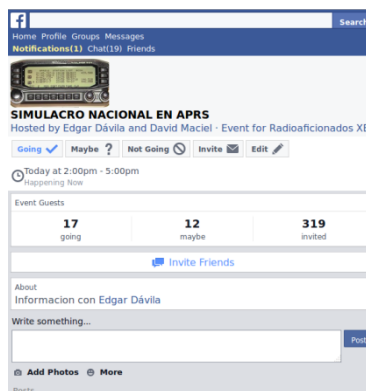 f
Search
Home Profile Groups Messages
Notifications(1) Chat(19) Friends
SIMULACRO NACIONAL EN APRS
Hosted by Edgar Dávila and David Maciel · Event for Radioaficionados XE
Going Maybe ? Not Going Invite Edit
Today at 2:00pm - 5:00pm
Happening Now
Event Guests
17 12 319
going maybe invited
Invite Friends
About
Informacion con Edgar Dávila
Write something...
Post
Add Photos More
Posts